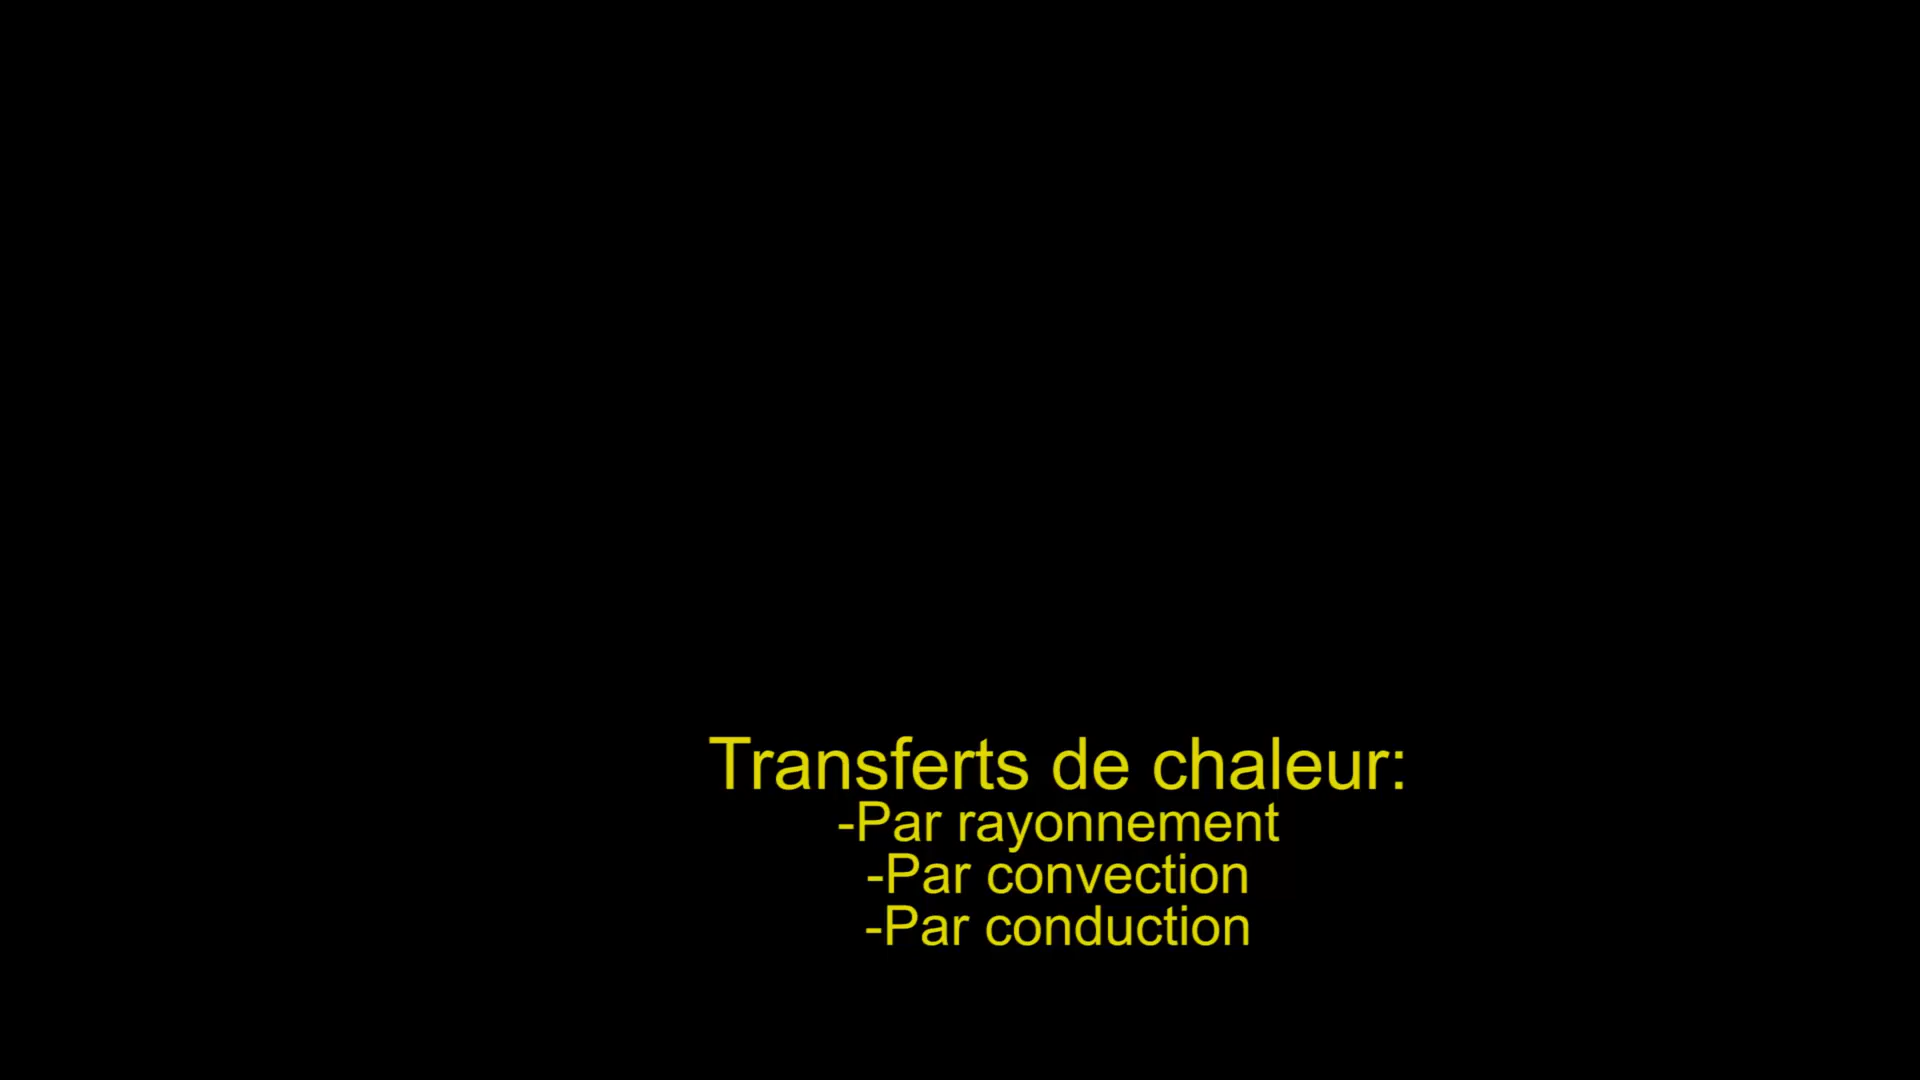 Transferts de chaleur:
-Par rayonnement
-Par convection
-Par conduction